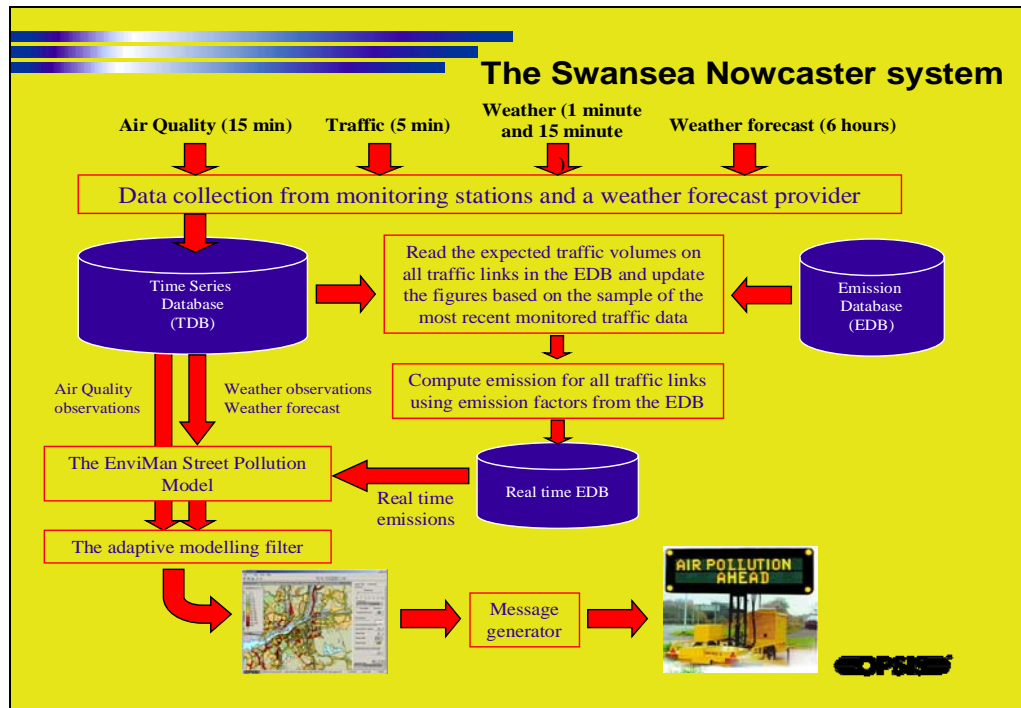 The Swansea Nowcaster system
Air Quality (15 min)
Traffic (5 min)
Weather (1 minute
and 15 minute
)
Weather forecast (6 hours)
Data collection from monitoring stations and a weather forecast provider
Time Series
Database
(TDB)
Read the expected traffic volumes on
all traffic links in the EDB and update
the figures based on the sample of the
most recent monitored traffic data
Emission
Database
(EDB)
Air Quality
observations
Weather observations
Weather forecast
Compute emission for all traffic links
using emission factors from the EDB
The EnviMan Street Pollution
Model
Real time
emissions
Real time EDB
The adaptive modelling filter
Message
generator
AIR POLLUTION
AHEAD
OPSIS